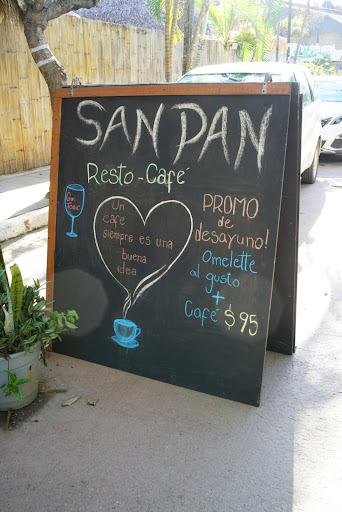 SAN PAN
Resto-Café
Un
café
siempre es una
buena
idea
PROMO
de
desayuno!
Omelette
al gusto
+
Café $95